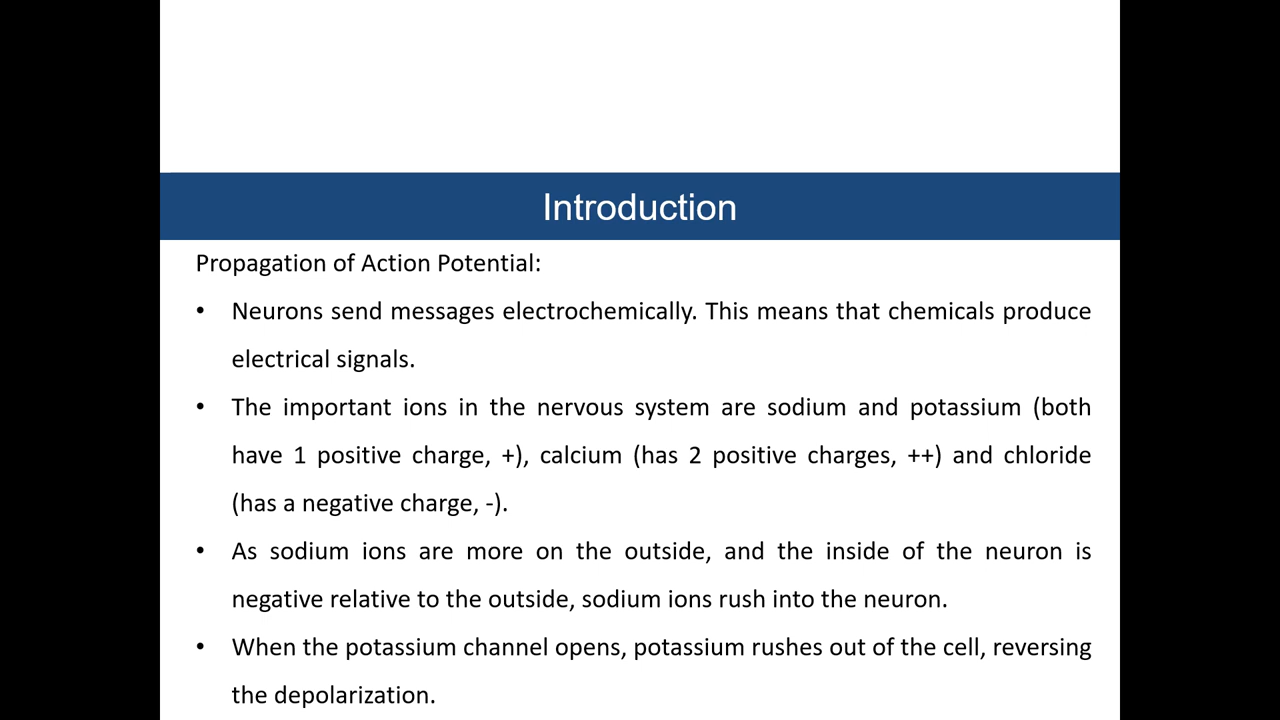 Introduction
Propagation of Action Potential:
• Neurons send messages electrochemically. This means that chemicals produce
electrical signals.
• The important ions in the nervous system are sodium and potassium (both
have 1 positive charge, +), calcium (has 2 positive charges, ++) and chloride
(has a negative charge, -).
• As sodium ions are more on the outside, and the inside of the neuron is
negative relative to the outside, sodium ions rush into the neuron.
• When the potassium channel opens, potassium rushes out of the cell, reversing
the depolarization.